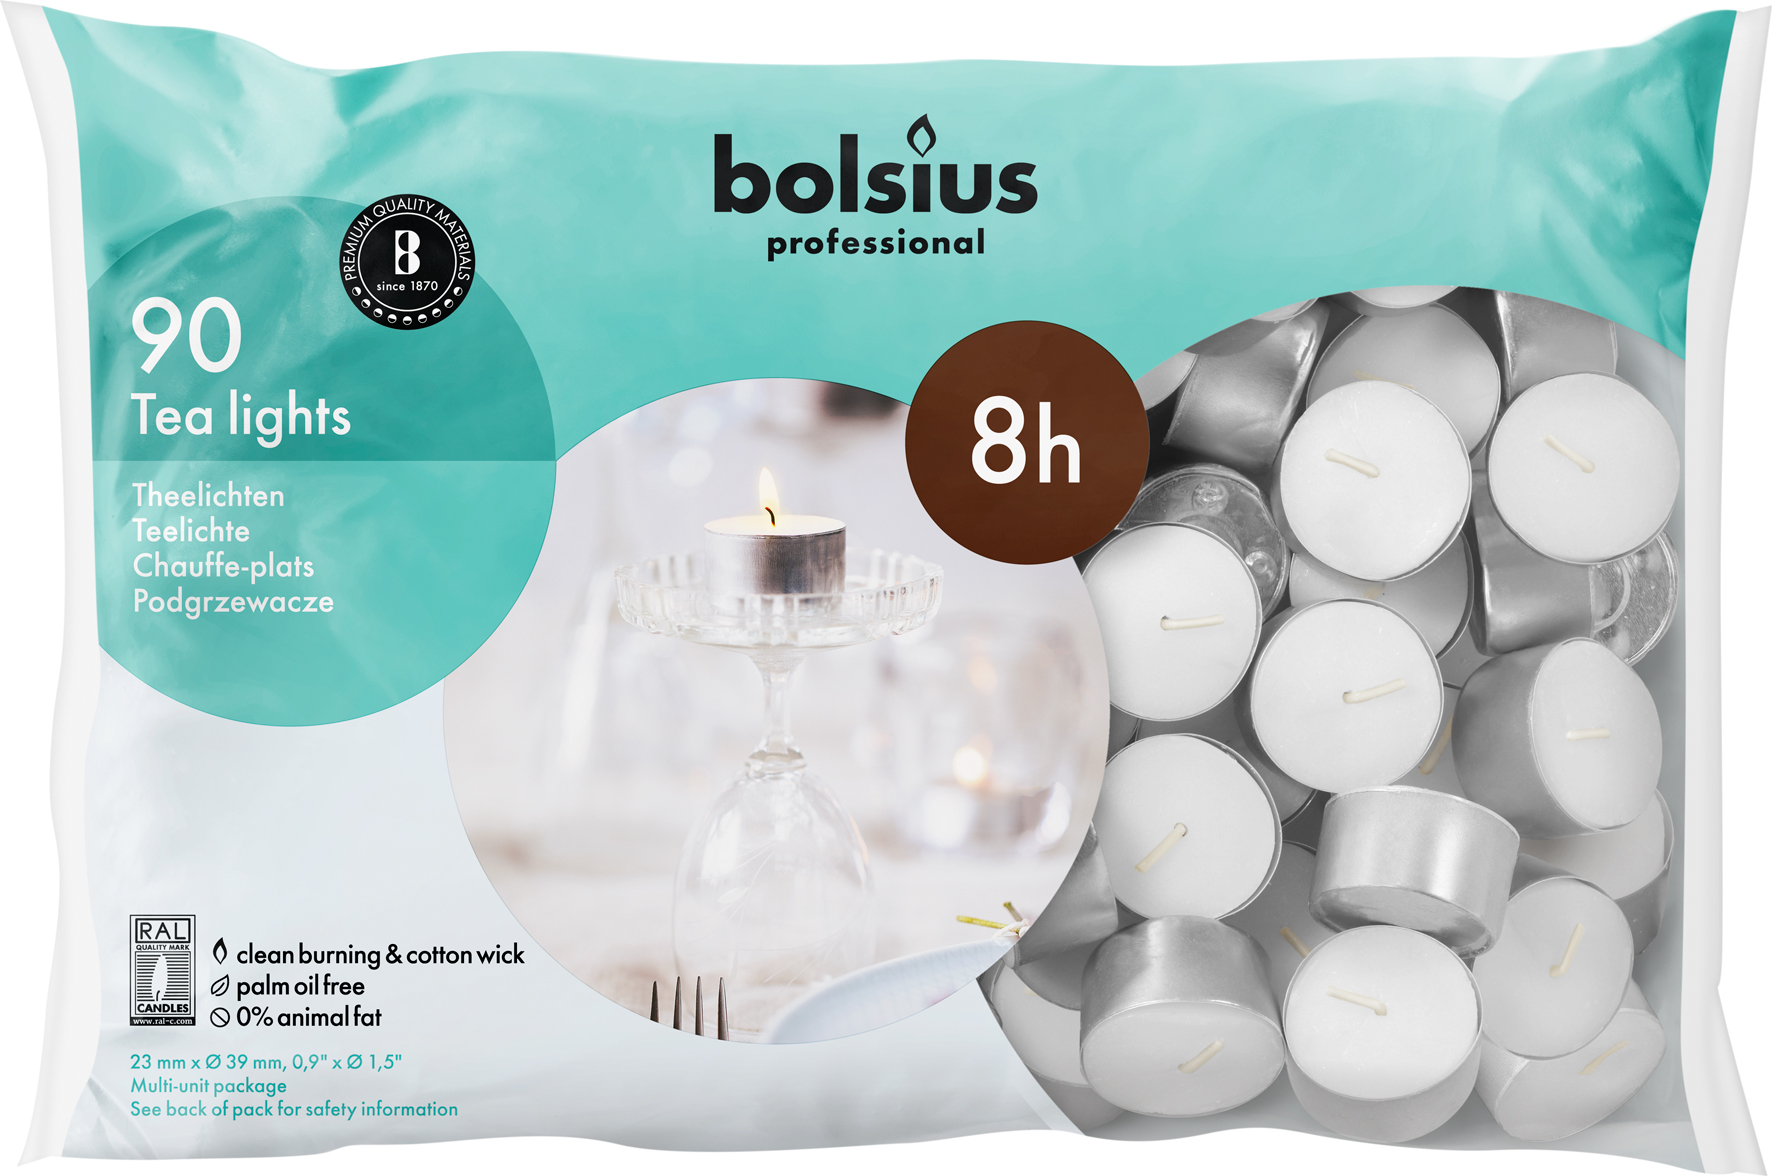 bolsius
professional
PREMIUM QUALITY MATERIALS
B
since 1870
90
Tea lights
Theelichten
Teelichte
Chauffe-plats
Podgrzewacze
8h
RAL
QUALITY MARK
CANDLES
www.ral-c.com
clean burning & cotton wick
palm oil free
0% animal fat
23 mm x Ø 39 mm, 0,9" x Ø 1,5"
Multi-unit package
See back of pack for safety information